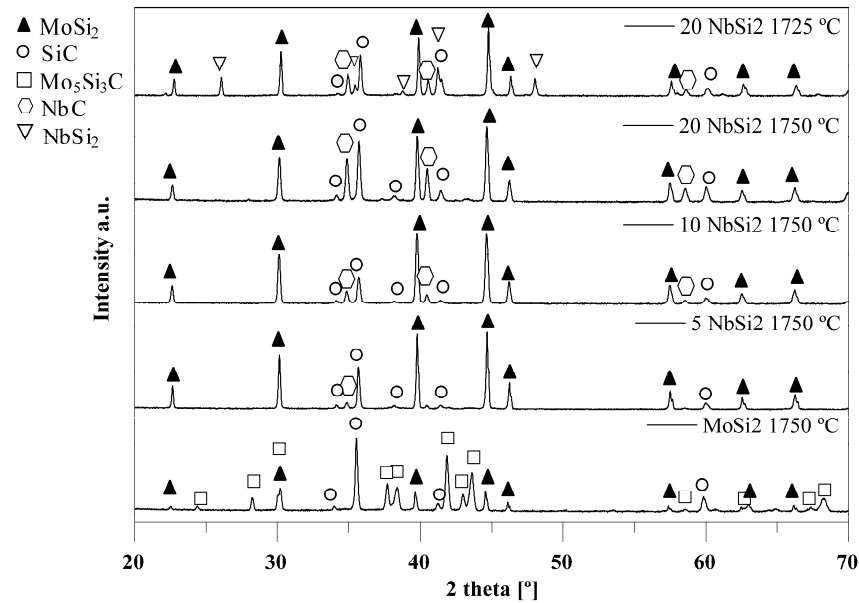 MoSi2
SiC
Mo5Si3C
NbC
NbSi2
20 NbSi2 1725 ºC
20 NbSi2 1750 ºC
10 NbSi2 1750 ºC
5 NbSi2 1750 ºC
MoSi2 1750 ºC
Intensity a.u.
20 30 40 50 60 70
2 theta [º]